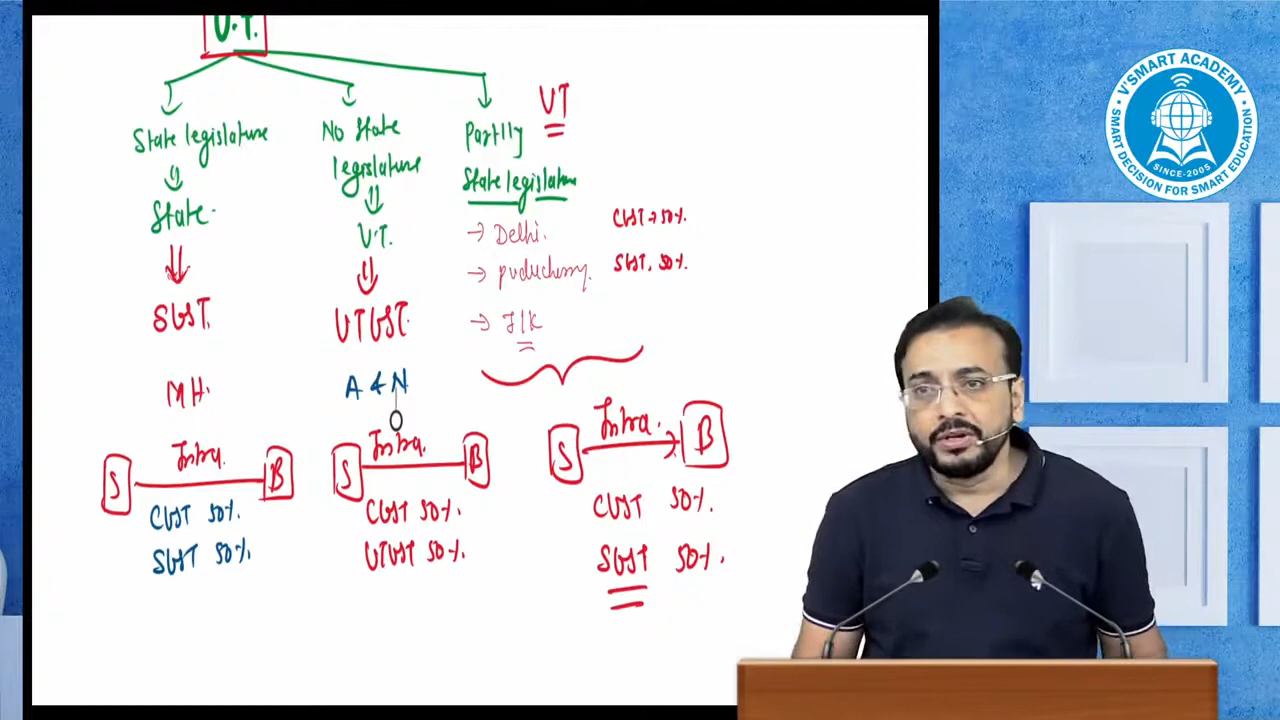 U.T.
State legislature
State.
SGST.
MH.
S Intra. B
CGST 50%.
SGST 50%.
No State
legislature
U.T.
UTGST.
A & N
S Intra. B
CGST 50%.
UTGST 50%.
UT
Partlly
State legislature
→ Delhi.
→ puducherry.
→ J/K
CGST → 50%.
SGST. 50%.
S Intra. B
CGST 50%.
SGST 50%.
V'SMART ACADEMY
SINCE-2005
SMART DECISION FOR SMART EDUCATION